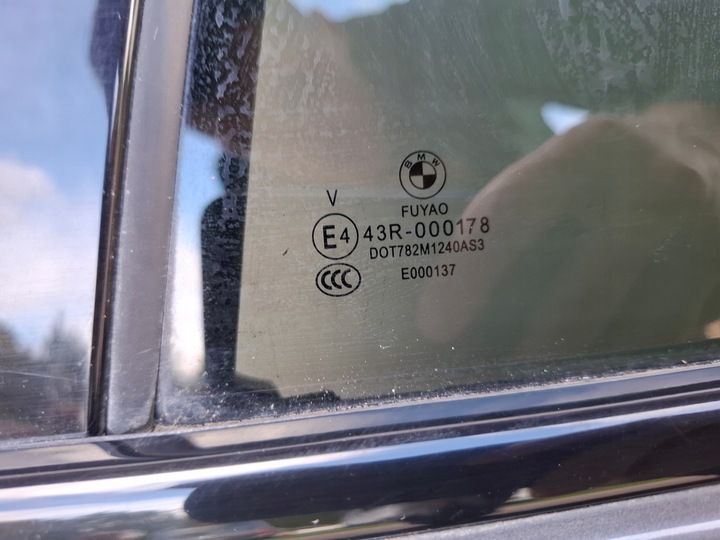 BMW
FUYAO
V
E4 43R-000178
DOT782M1240AS3
CCC E000137